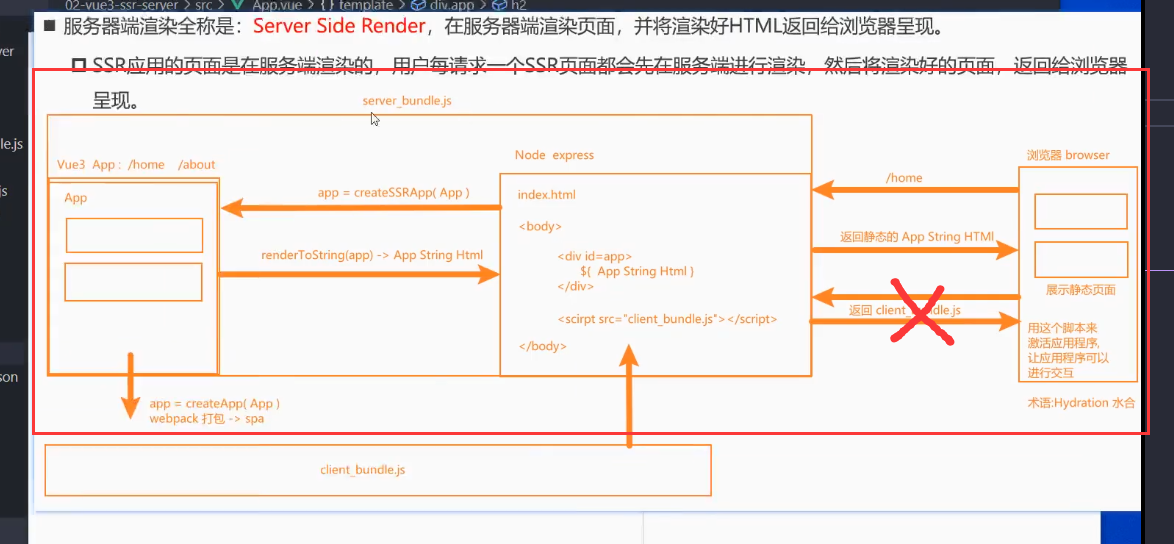 02-vue3-ssr-server > src > App.vue > { } template > div.app > h2
服务器端渲染全称是：Server Side Render，在服务器端渲染页面，并将渲染好HTML返回给浏览器呈现。
SSR应用的页面是在服务端渲染的，用户每请求一个SSR页面都会先在服务端进行渲染，然后将渲染好的页面，返回给浏览器
呈现。
server_bundle.js
Vue3 App : /home /about
App
app = createSSRApp( App )
renderToString(app) -> App String Html
Node express
index.html
<body>
<div id=app>
${ App String Html }
</div>
<scirpt src="client_bundle.js"></script>
</body>
浏览器 browser
/home
返回静态的 App String HTMl
展示静态页面
返回 client_bundle.js
用这个脚本来
激活应用程序,
让应用程序可以
进行交互
术语:Hydration 水合
app = createApp( App )
webpack 打包 -> spa
client_bundle.js
ver
le.js
js
son